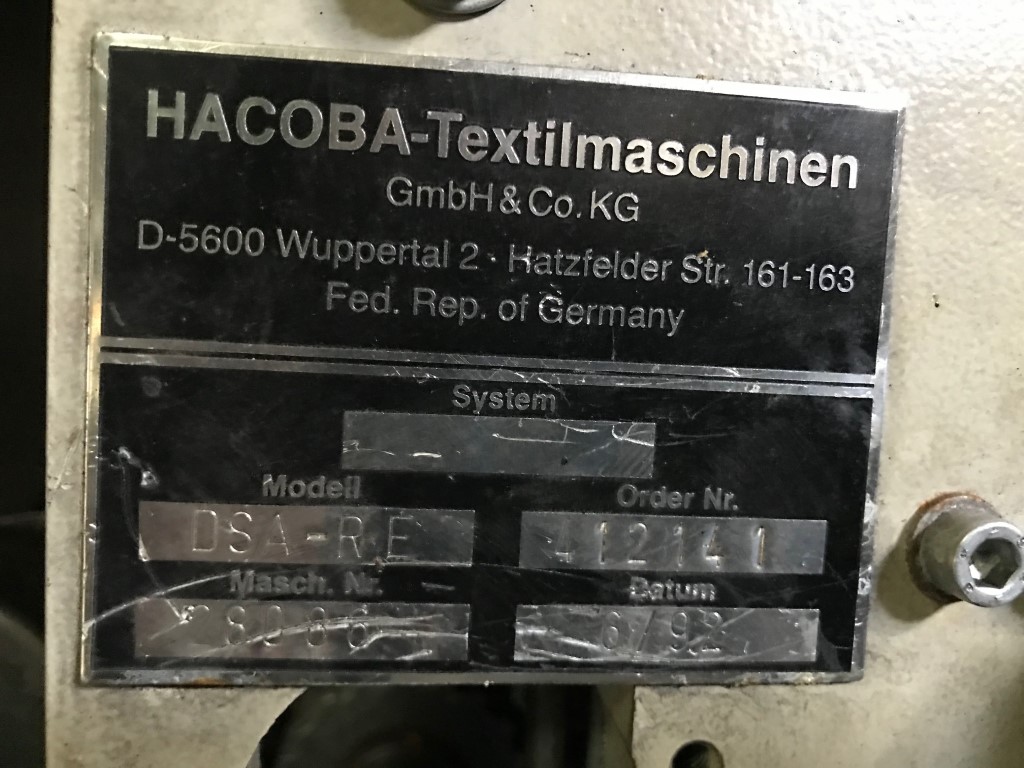 HACOBA-Textilmaschinen
GmbH & Co. KG
D-5600 Wuppertal 2 · Hatzfelder Str. 161-163
Fed. Rep. of Germany
System
Modell Order Nr.
DSA-RE 412141
Masch. Nr. Datum
6/92